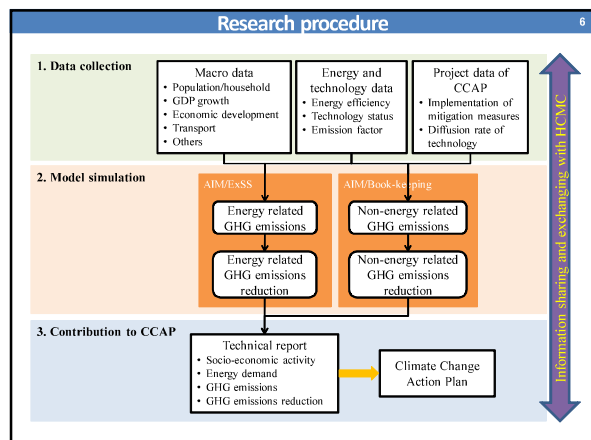 Research procedure
6
1. Data collection
Macro data
• Population/household
• GDP growth
• Economic development
• Transport
• Others
Energy and
technology data
• Energy efficiency
• Technology status
• Emission factor
Project data of
CCAP
• Implementation of
mitigation measures
• Diffusion rate of
technology
2. Model simulation
AIM/ExSS
Energy related
GHG emissions
Energy related
GHG emissions
reduction
AIM/Book-keeping
Non-energy related
GHG emissions
Non-energy related
GHG emissions
reduction
3. Contribution to CCAP
Technical report
• Socio-economic activity
• Energy demand
• GHG emissions
• GHG emissions reduction
Climate Change
Action Plan
Information sharing and exchanging with HCMC